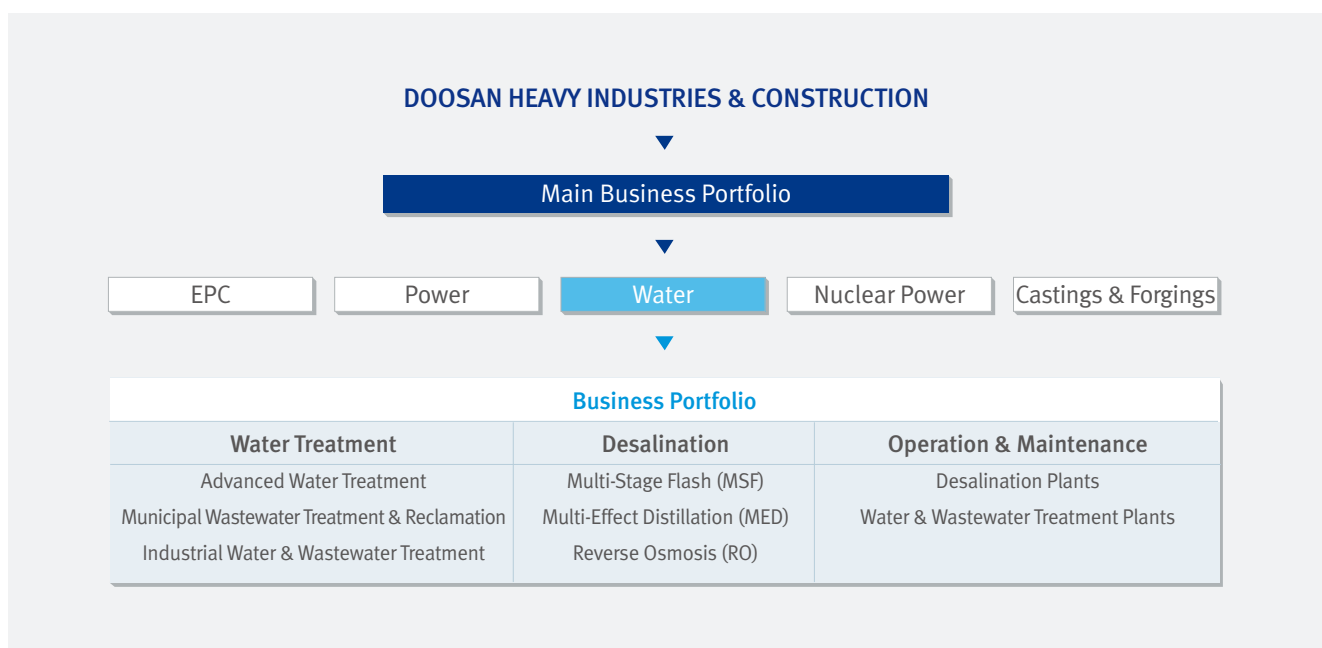 DOOSAN HEAVY INDUSTRIES & CONSTRUCTION
Main Business Portfolio
EPC
Power
Water
Nuclear Power
Castings & Forgings
Business Portfolio
Water Treatment
Desalination
Operation & Maintenance
Advanced Water Treatment
Multi-Stage Flash (MSF)
Desalination Plants
Municipal Wastewater Treatment & Reclamation
Multi-Effect Distillation (MED)
Water & Wastewater Treatment Plants
Industrial Water & Wastewater Treatment
Reverse Osmosis (RO)